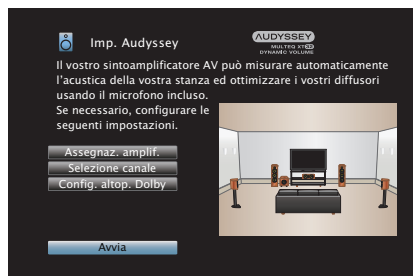 Imp. Audyssey
AUDYSSEY
MULTEQ XT32
DYNAMIC VOLUME
Il vostro sintoamplificatore AV può misurare automaticamente
l'acustica della vostra stanza ed ottimizzare i vostri diffusori
usando il microfono incluso.
Se necessario, configurare le
seguenti impostazioni.
Assegnaz. amplif.
Selezione canale
Config. altop. Dolby
Avvia